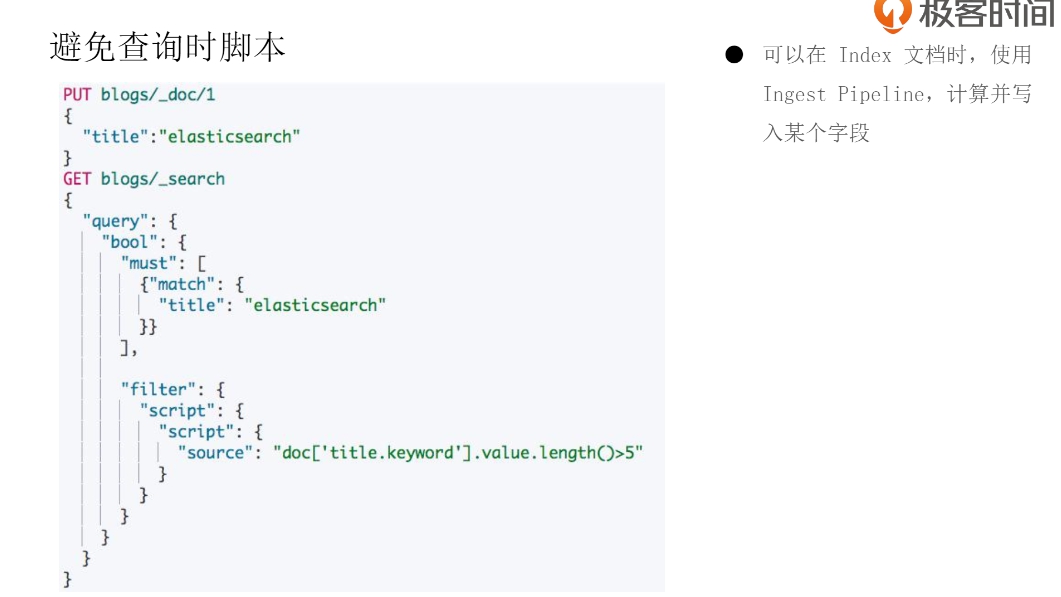 极客时间
避免查询时脚本
PUT blogs/_doc/1
{
  "title":"elasticsearch"
}
GET blogs/_search
{
  "query": {
    "bool": {
      "must": [
        {"match": {
          "title": "elasticsearch"
        }}
      ],

      "filter": {
        "script": {
          "script": {
            "source": "doc['title.keyword'].value.length()>5"
          }
        }
      }
    }
  }
}
● 可以在 Index 文档时，使用
Ingest Pipeline，计算并写
入某个字段